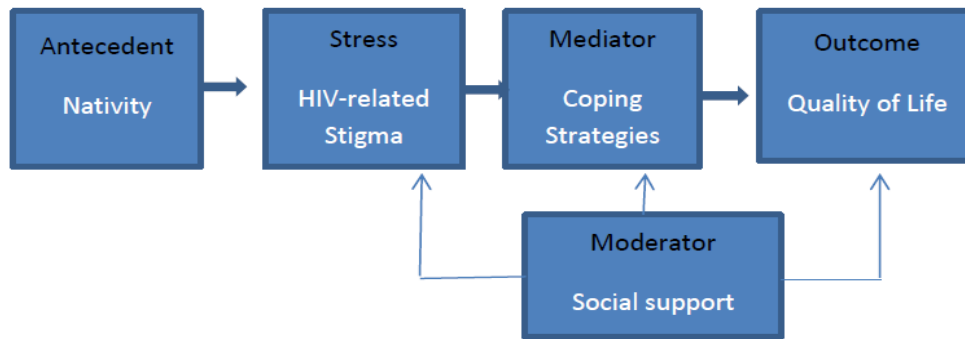 Antecedent
Nativity
Stress
HIV-related
Stigma
Mediator
Coping
Strategies
Outcome
Quality of Life
Moderator
Social support